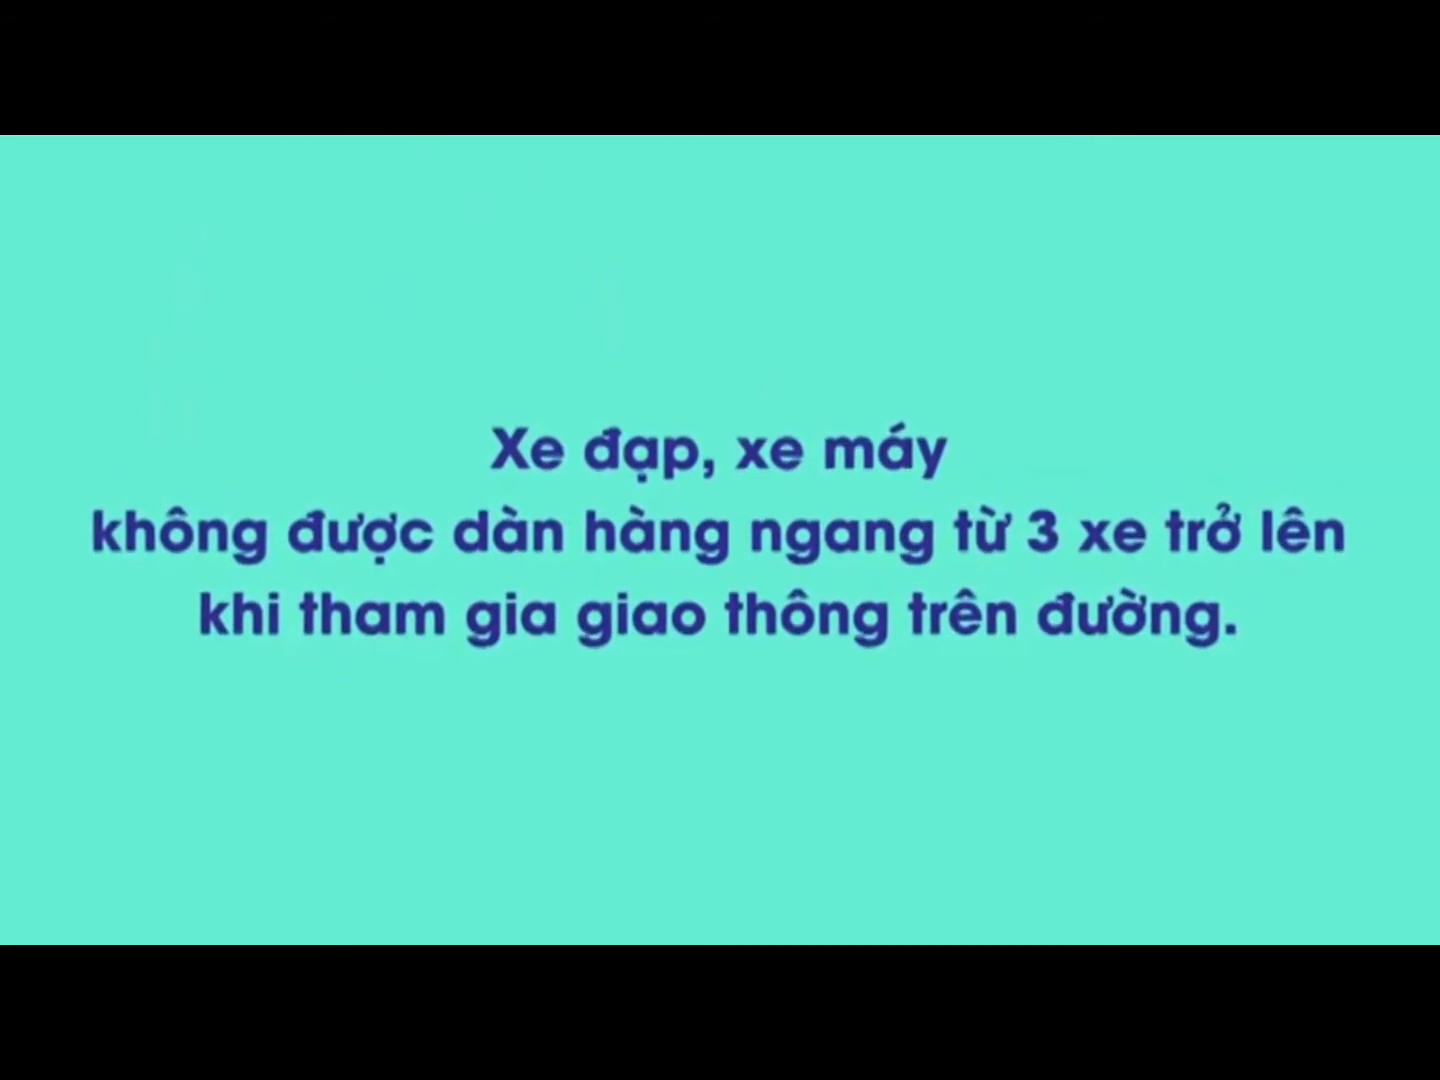 Xe đạp, xe máy
không được dàn hàng ngang từ 3 xe trở lên
khi tham gia giao thông trên đường.